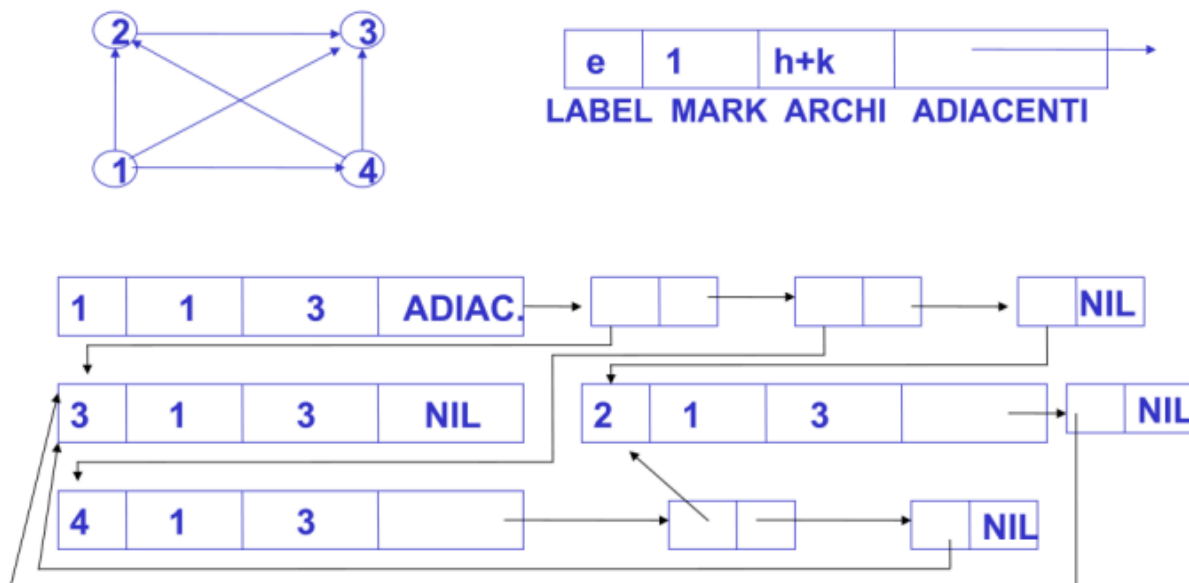 2 3
e 1 h+k
LABEL MARK ARCHI ADIACENTI
1 4
1 1 3 ADIAC. NIL
3 1 3 NIL 2 1 3 NIL
4 1 3 NIL